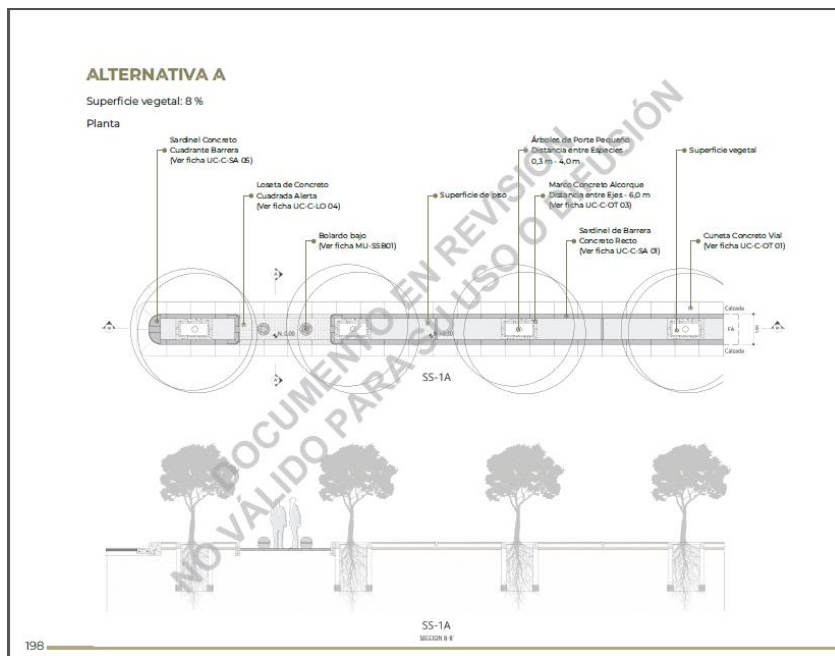 ALTERNATIVA A
Superficie vegetal: 8 %
Planta
Sardinel Concreto
Cuadrante Barrera
(Ver ficha UC-C-SA 05)
Loseta de Concreto
Cuadrada Alerta
(Ver ficha UC-C-LO 04)
Bolardo bajo
(Ver ficha MU-SSB01)
Superficie de piso
Árboles de Porte Pequeño
Distancia entre Especies -
0,3 m - 4,0 m
Marco Concreto Alcorque
Distancia entre Ejes - 6,0 m
(Ver ficha UC-C-OT 03)
Sardinel de Barrera
Concreto Recto
(Ver ficha UC-C-SA 01)
Superficie vegetal
Cuneta Concreto Vial
(Ver ficha UC-C-OT 01)
Calzada
FA
Calzada
SS-1A
DOCUMENTO EN REVISIÓN
NO VÁLIDO PARA SU USO O DIFUSIÓN
SS-1A
SECCION B-B'
198